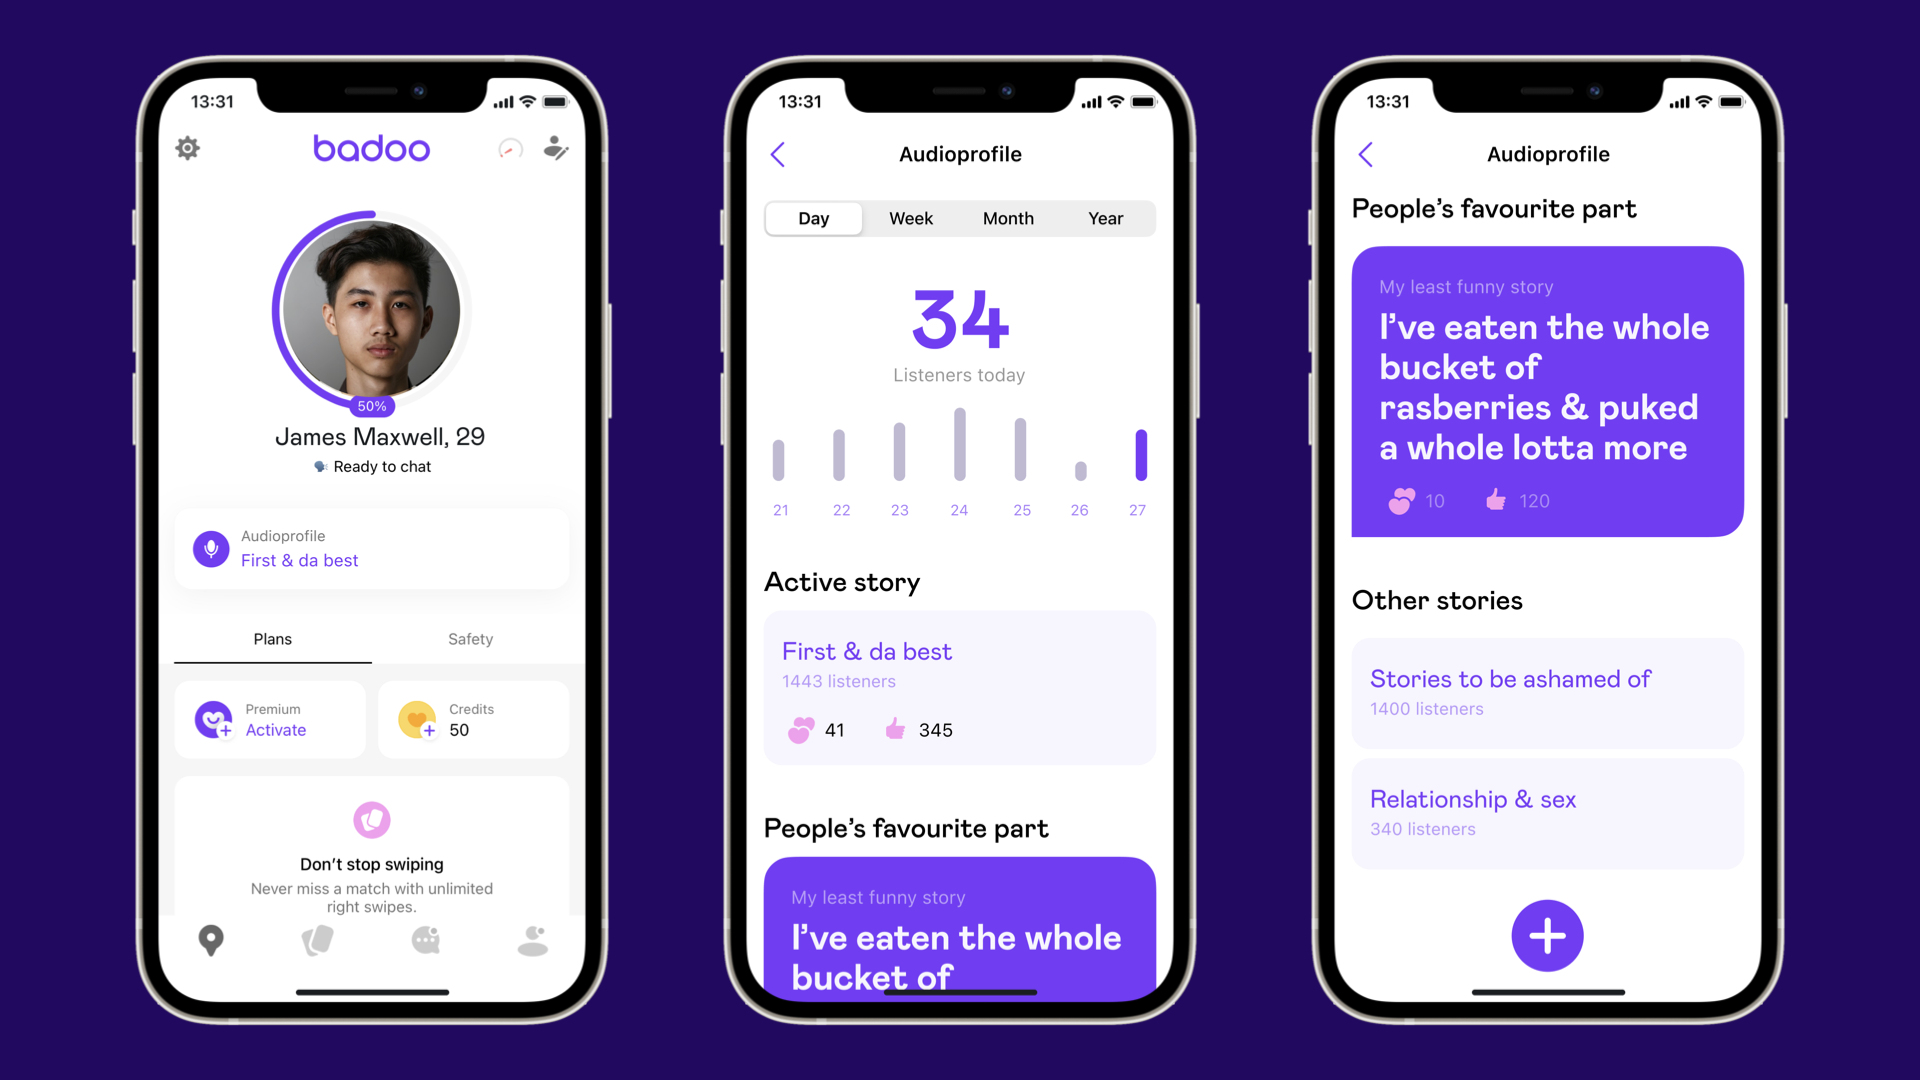 13:31
badoo
50%
James Maxwell, 29
Ready to chat
Audioprofile
First & da best
Plans
Safety
Premium
Activate
Credits
50
Don't stop swiping
Never miss a match with unlimited
right swipes.
13:31
Audioprofile
Day
Week
Month
Year
34
Listeners today
21
22
23
24
25
26
27
Active story
First & da best
1443 listeners
41
345
People's favourite part
My least funny story
I've eaten the whole
bucket of
13:31
Audioprofile
People's favourite part
My least funny story
I've eaten the whole
bucket of
rasberries & puked
a whole lotta more
10
120
Other stories
Stories to be ashamed of
1400 listeners
Relationship & sex
340 listeners